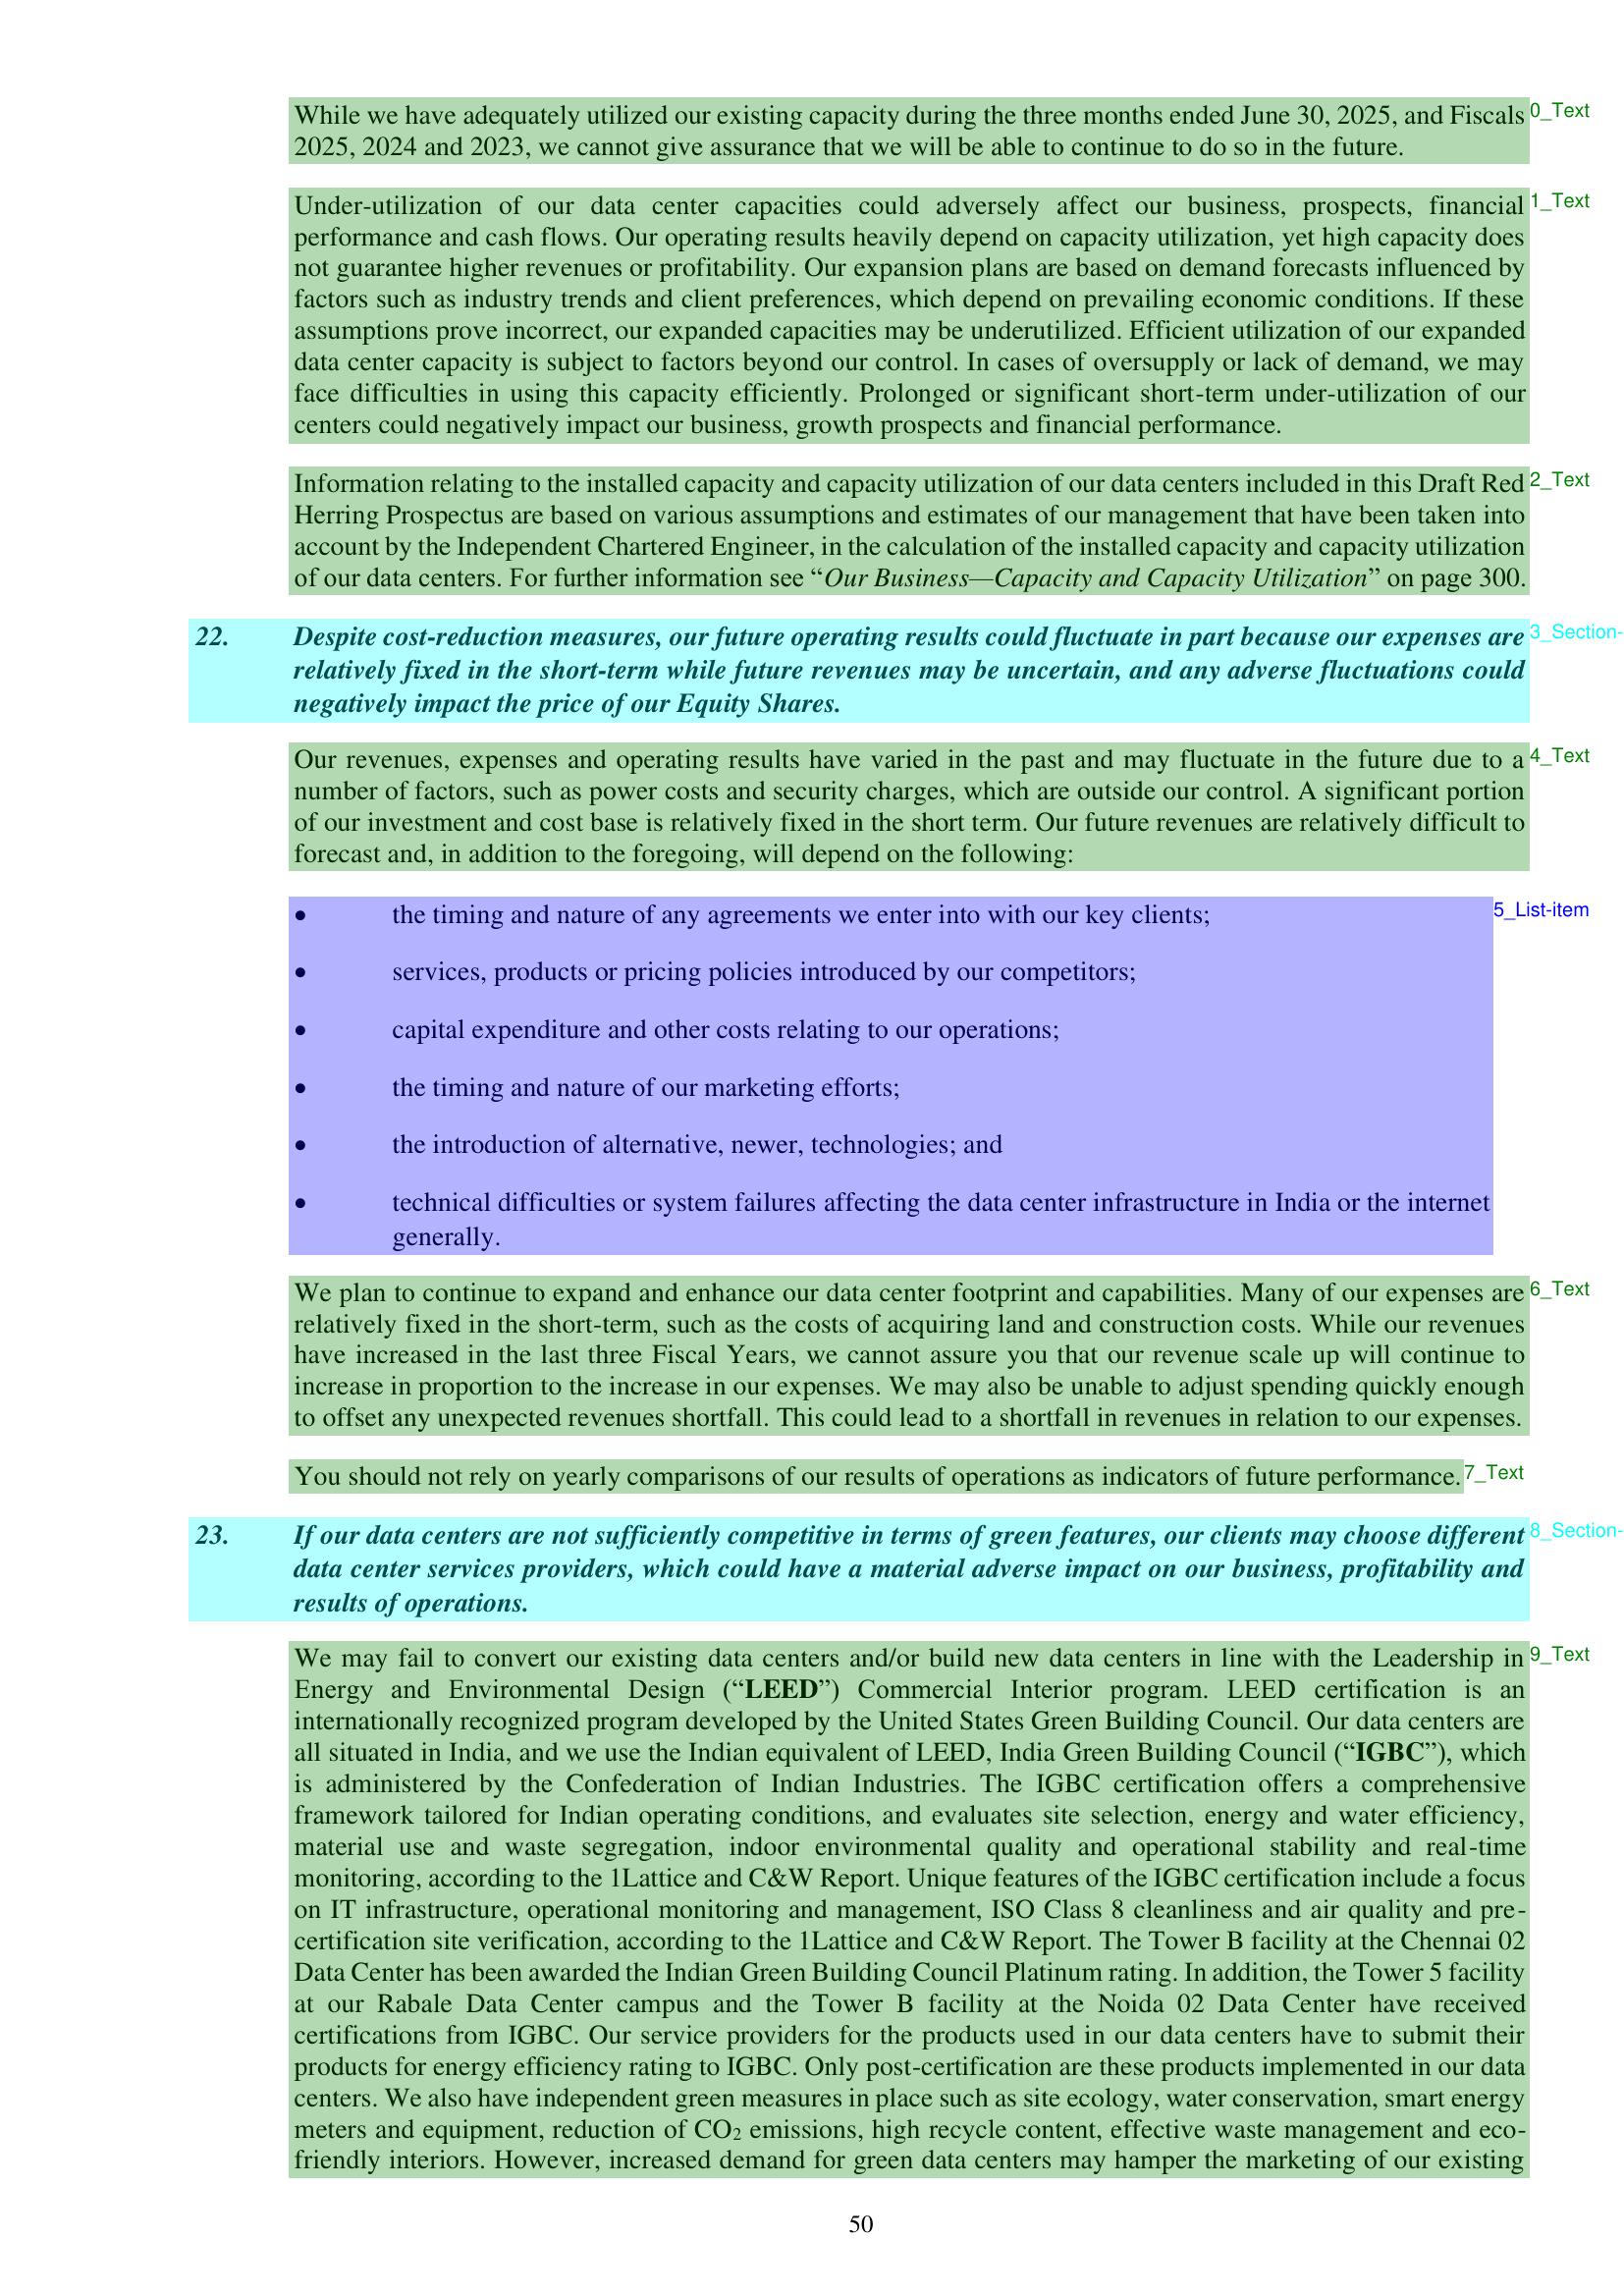 While we have adequately utilized our existing capacity during the three months ended June 30, 2025, and Fiscals 0_Text
2025, 2024 and 2023, we cannot give assurance that we will be able to continue to do so in the future.
Under-utilization of our data center capacities could adversely affect our business, prospects, financial 1_Text
performance and cash flows. Our operating results heavily depend on capacity utilization, yet high capacity does
not guarantee higher revenues or profitability. Our expansion plans are based on demand forecasts influenced by
factors such as industry trends and client preferences, which depend on prevailing economic conditions. If these
assumptions prove incorrect, our expanded capacities may be underutilized. Efficient utilization of our expanded
data center capacity is subject to factors beyond our control. In cases of oversupply or lack of demand, we may
face difficulties in using this capacity efficiently. Prolonged or significant short-term under-utilization of our
centers could negatively impact our business, growth prospects and financial performance.
Information relating to the installed capacity and capacity utilization of our data centers included in this Draft Red 2_Text
Herring Prospectus are based on various assumptions and estimates of our management that have been taken into
account by the Independent Chartered Engineer, in the calculation of the installed capacity and capacity utilization
of our data centers. For further information see “Our Business—Capacity and Capacity Utilization” on page 300.
22. Despite cost-reduction measures, our future operating results could fluctuate in part because our expenses are 3_Section-
relatively fixed in the short-term while future revenues may be uncertain, and any adverse fluctuations could
negatively impact the price of our Equity Shares.
Our revenues, expenses and operating results have varied in the past and may fluctuate in the future due to a 4_Text
number of factors, such as power costs and security charges, which are outside our control. A significant portion
of our investment and cost base is relatively fixed in the short term. Our future revenues are relatively difficult to
forecast and, in addition to the foregoing, will depend on the following:
• the timing and nature of any agreements we enter into with our key clients; 5_List-item
• services, products or pricing policies introduced by our competitors;
• capital expenditure and other costs relating to our operations;
• the timing and nature of our marketing efforts;
• the introduction of alternative, newer, technologies; and
• technical difficulties or system failures affecting the data center infrastructure in India or the internet
generally.
We plan to continue to expand and enhance our data center footprint and capabilities. Many of our expenses are 6_Text
relatively fixed in the short-term, such as the costs of acquiring land and construction costs. While our revenues
have increased in the last three Fiscal Years, we cannot assure you that our revenue scale up will continue to
increase in proportion to the increase in our expenses. We may also be unable to adjust spending quickly enough
to offset any unexpected revenues shortfall. This could lead to a shortfall in revenues in relation to our expenses.
You should not rely on yearly comparisons of our results of operations as indicators of future performance. 7_Text
23. If our data centers are not sufficiently competitive in terms of green features, our clients may choose different 8_Section-
data center services providers, which could have a material adverse impact on our business, profitability and
results of operations.
We may fail to convert our existing data centers and/or build new data centers in line with the Leadership in 9_Text
Energy and Environmental Design (“LEED”) Commercial Interior program. LEED certification is an
internationally recognized program developed by the United States Green Building Council. Our data centers are
all situated in India, and we use the Indian equivalent of LEED, India Green Building Council (“IGBC”), which
is administered by the Confederation of Indian Industries. The IGBC certification offers a comprehensive
framework tailored for Indian operating conditions, and evaluates site selection, energy and water efficiency,
material use and waste segregation, indoor environmental quality and operational stability and real-time
monitoring, according to the 1Lattice and C&W Report. Unique features of the IGBC certification include a focus
on IT infrastructure, operational monitoring and management, ISO Class 8 cleanliness and air quality and pre-
certification site verification, according to the 1Lattice and C&W Report. The Tower B facility at the Chennai 02
Data Center has been awarded the Indian Green Building Council Platinum rating. In addition, the Tower 5 facility
at our Rabale Data Center campus and the Tower B facility at the Noida 02 Data Center have received
certifications from IGBC. Our service providers for the products used in our data centers have to submit their
products for energy efficiency rating to IGBC. Only post-certification are these products implemented in our data
centers. We also have independent green measures in place such as site ecology, water conservation, smart energy
meters and equipment, reduction of CO₂ emissions, high recycle content, effective waste management and eco-
friendly interiors. However, increased demand for green data centers may hamper the marketing of our existing
50